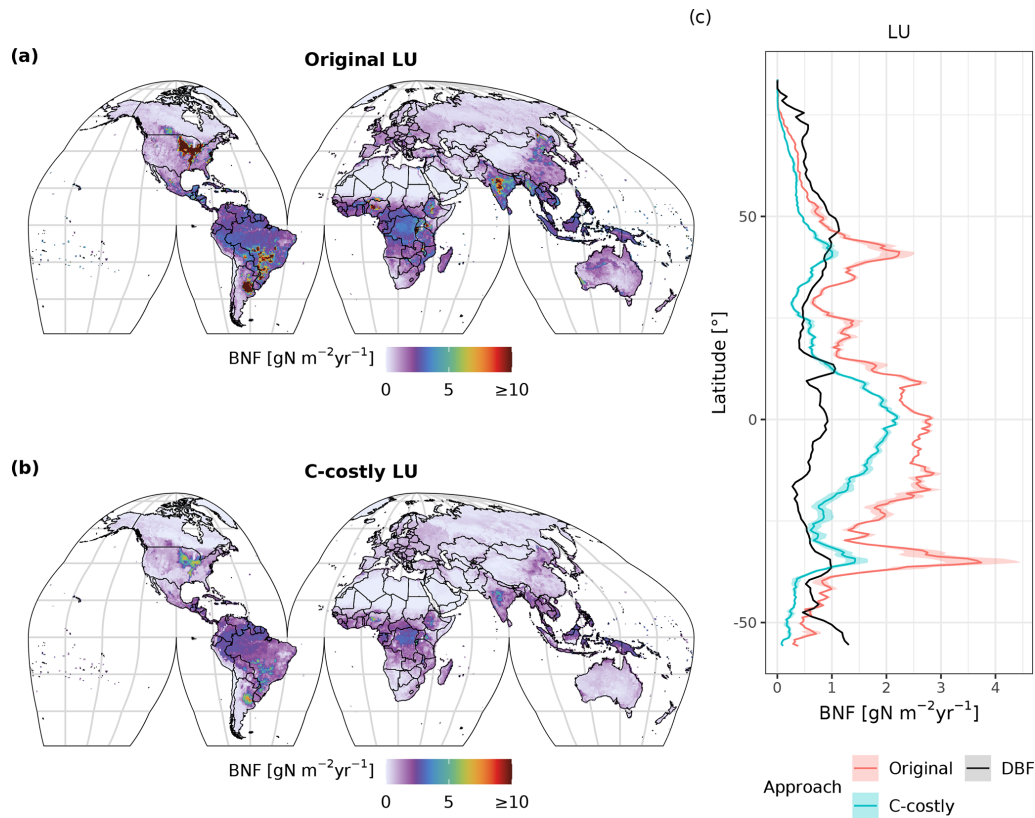 (a)
Original LU
BNF [gN m⁻²yr⁻¹]
0 5 ≥10
(b)
C-costly LU
BNF [gN m⁻²yr⁻¹]
0 5 ≥10
(c)
LU
Latitude [°]
50
0
-50
0 1 2 3 4
BNF [gN m⁻²yr⁻¹]
Approach
Original
DBF
C-costly